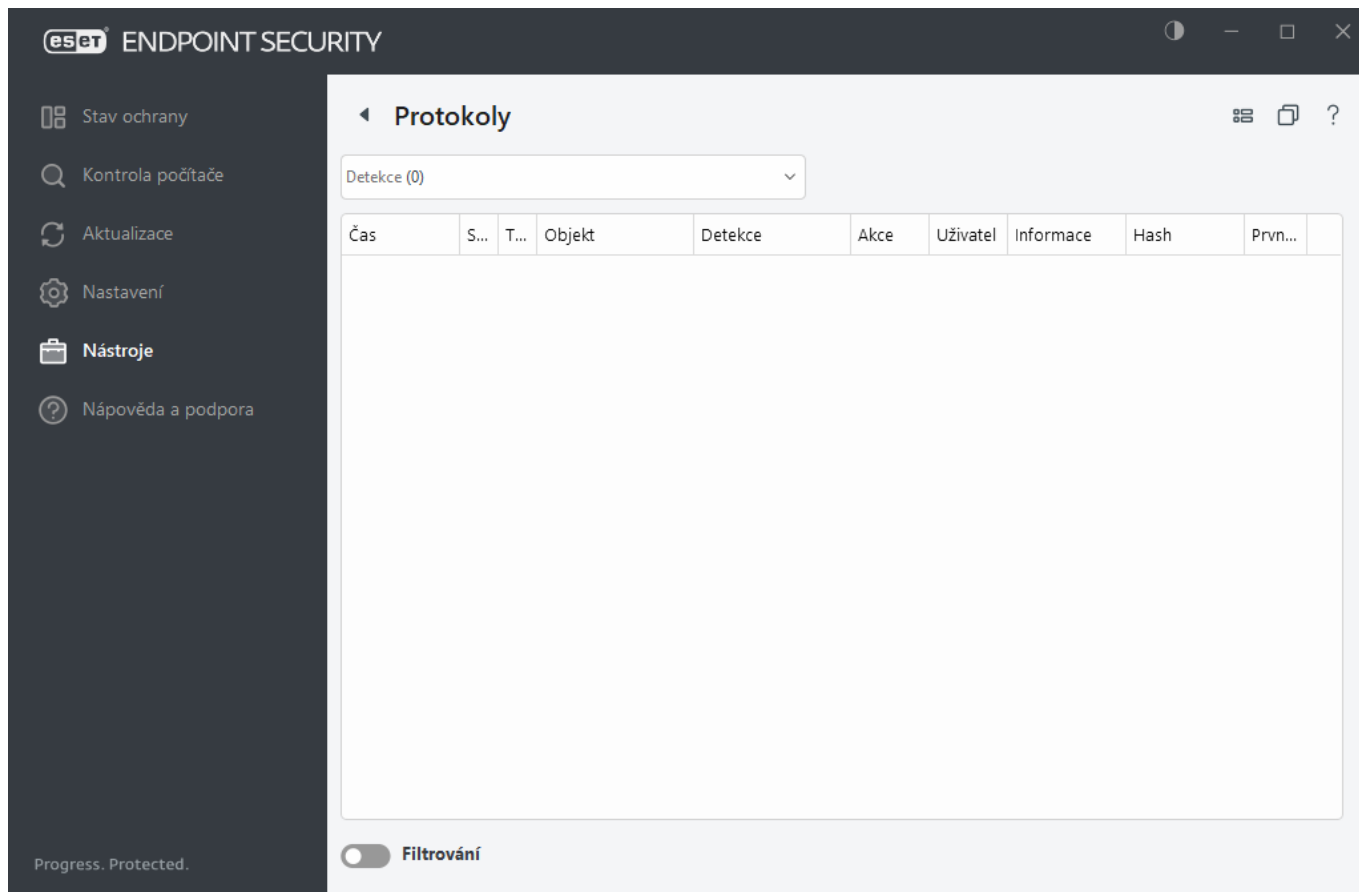 eset ENDPOINT SECURITY
Stav ochrany
Kontrola počítače
Aktualizace
Nastavení
Nástroje
Nápověda a podpora
Progress. Protected.
Protokoly
?
Detekce (0)
Čas S... T... Objekt Detekce Akce Uživatel Informace Hash Prvn...
Filtrování